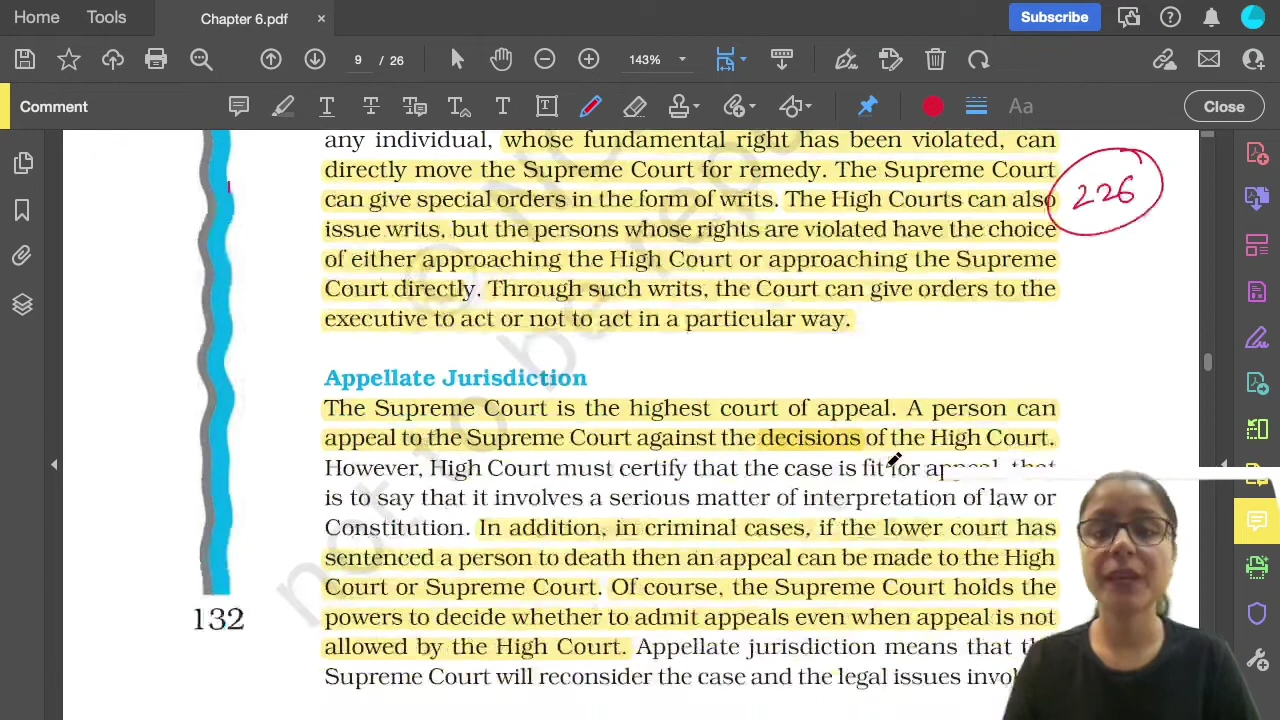 Home Tools Chapter 6.pdf × Subscribe
9 / 26 143%
Comment Close
any individual, whose fundamental right has been violated, can
directly move the Supreme Court for remedy. The Supreme Court
can give special orders in the form of writs. The High Courts can also
226
issue writs, but the persons whose rights are violated have the choice
of either approaching the High Court or approaching the Supreme
Court directly. Through such writs, the Court can give orders to the
executive to act or not to act in a particular way.
Appellate Jurisdiction
The Supreme Court is the highest court of appeal. A person can
appeal to the Supreme Court against the decisions of the High Court.
However, High Court must certify that the case is fit for appeal, that
is to say that it involves a serious matter of interpretation of law or
Constitution. In addition, in criminal cases, if the lower court has
sentenced a person to death then an appeal can be made to the High
Court or Supreme Court. Of course, the Supreme Court holds the
powers to decide whether to admit appeals even when appeal is not
132
allowed by the High Court. Appellate jurisdiction means that
Supreme Court will reconsider the case and the legal issues
not to be